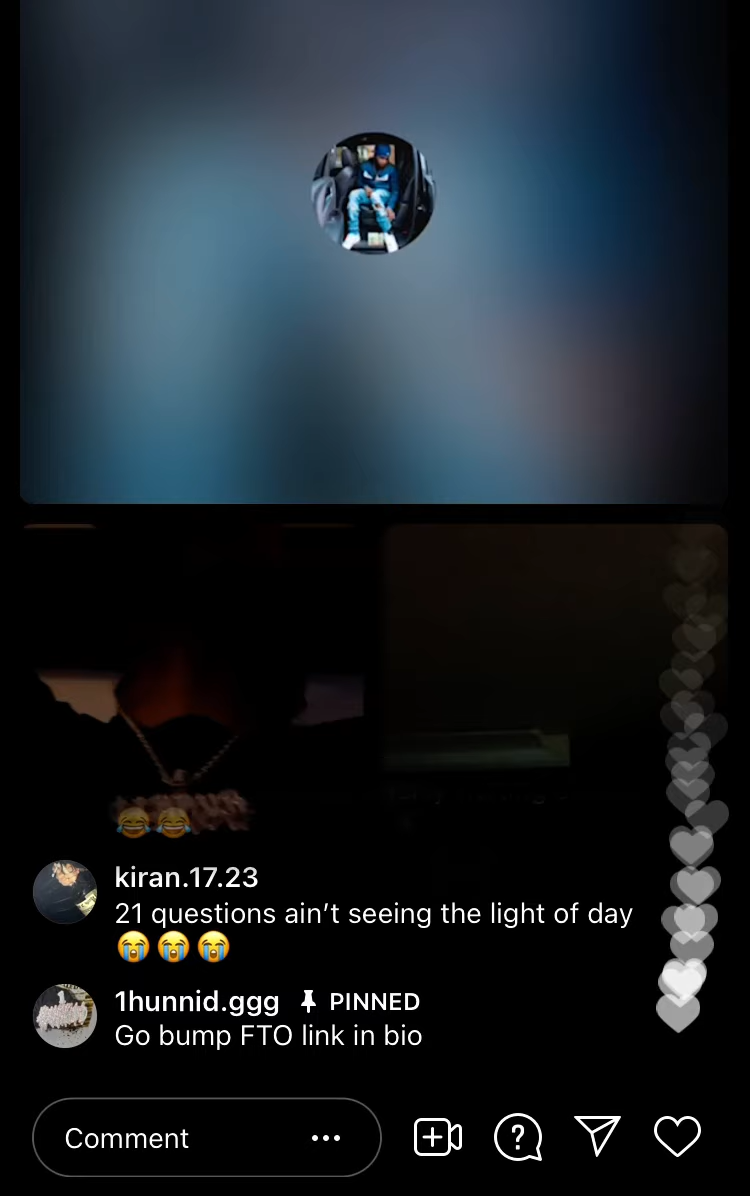 😂😂
kiran.17.23
21 questions ain’t seeing the light of day
😭😭😭
1hunnid.ggg PINNED
Go bump FTO link in bio
Comment